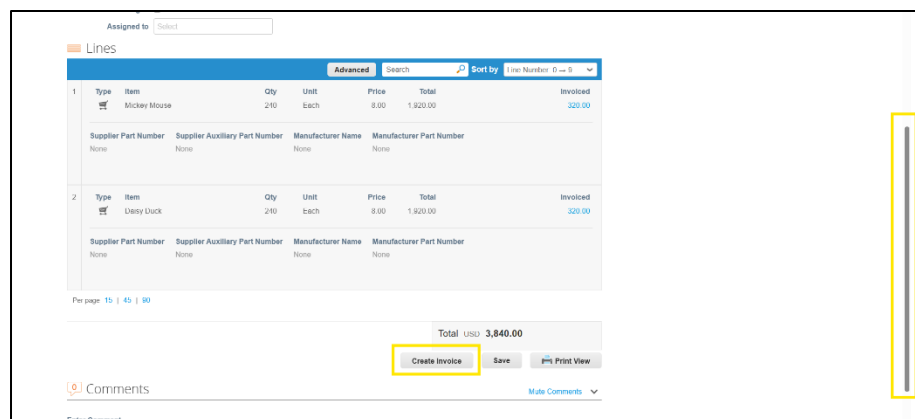 Assigned to Select
Lines
Advanced Search Sort by Line Number: 0 → 9
1 Type Item Qty Unit Price Total Invoiced
Mickey Mouse 240 Each 8.00 1,920.00 320.00
Supplier Part Number Supplier Auxiliary Part Number Manufacturer Name Manufacturer Part Number
None None None None
2 Type Item Qty Unit Price Total Invoiced
Daisy Duck 240 Each 8.00 1,920.00 320.00
Supplier Part Number Supplier Auxiliary Part Number Manufacturer Name Manufacturer Part Number
None None None None
Per page 15 | 45 | 90
Total USD 3,840.00
Create Invoice Save Print View
0 Comments Mute Comments